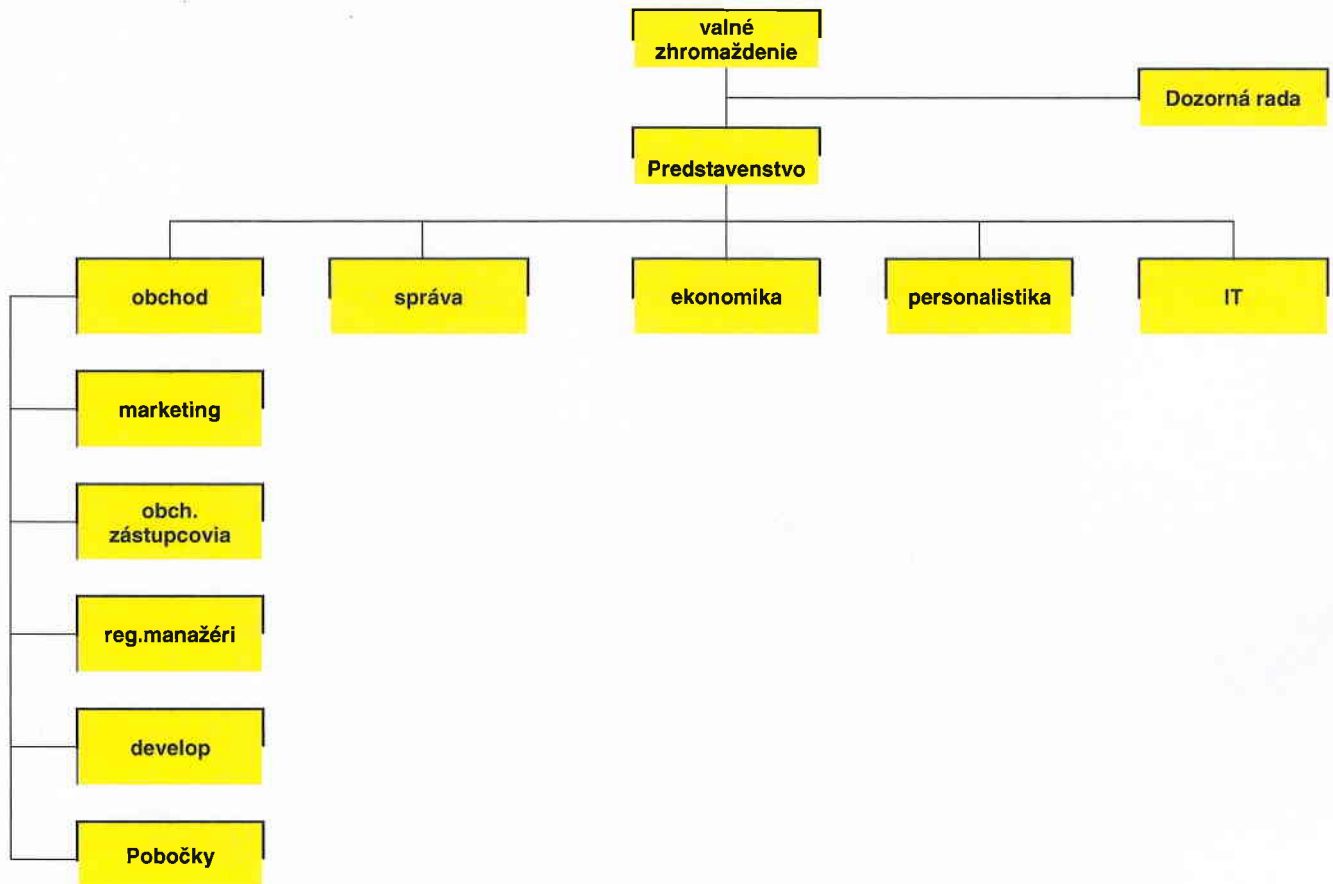 valné
zhromaždenie
Dozorná rada
Predstavenstvo
obchod
správa
ekonomika
personalistika
IT
marketing
obch.
zástupcovia
reg.manažéri
develop
Pobočky